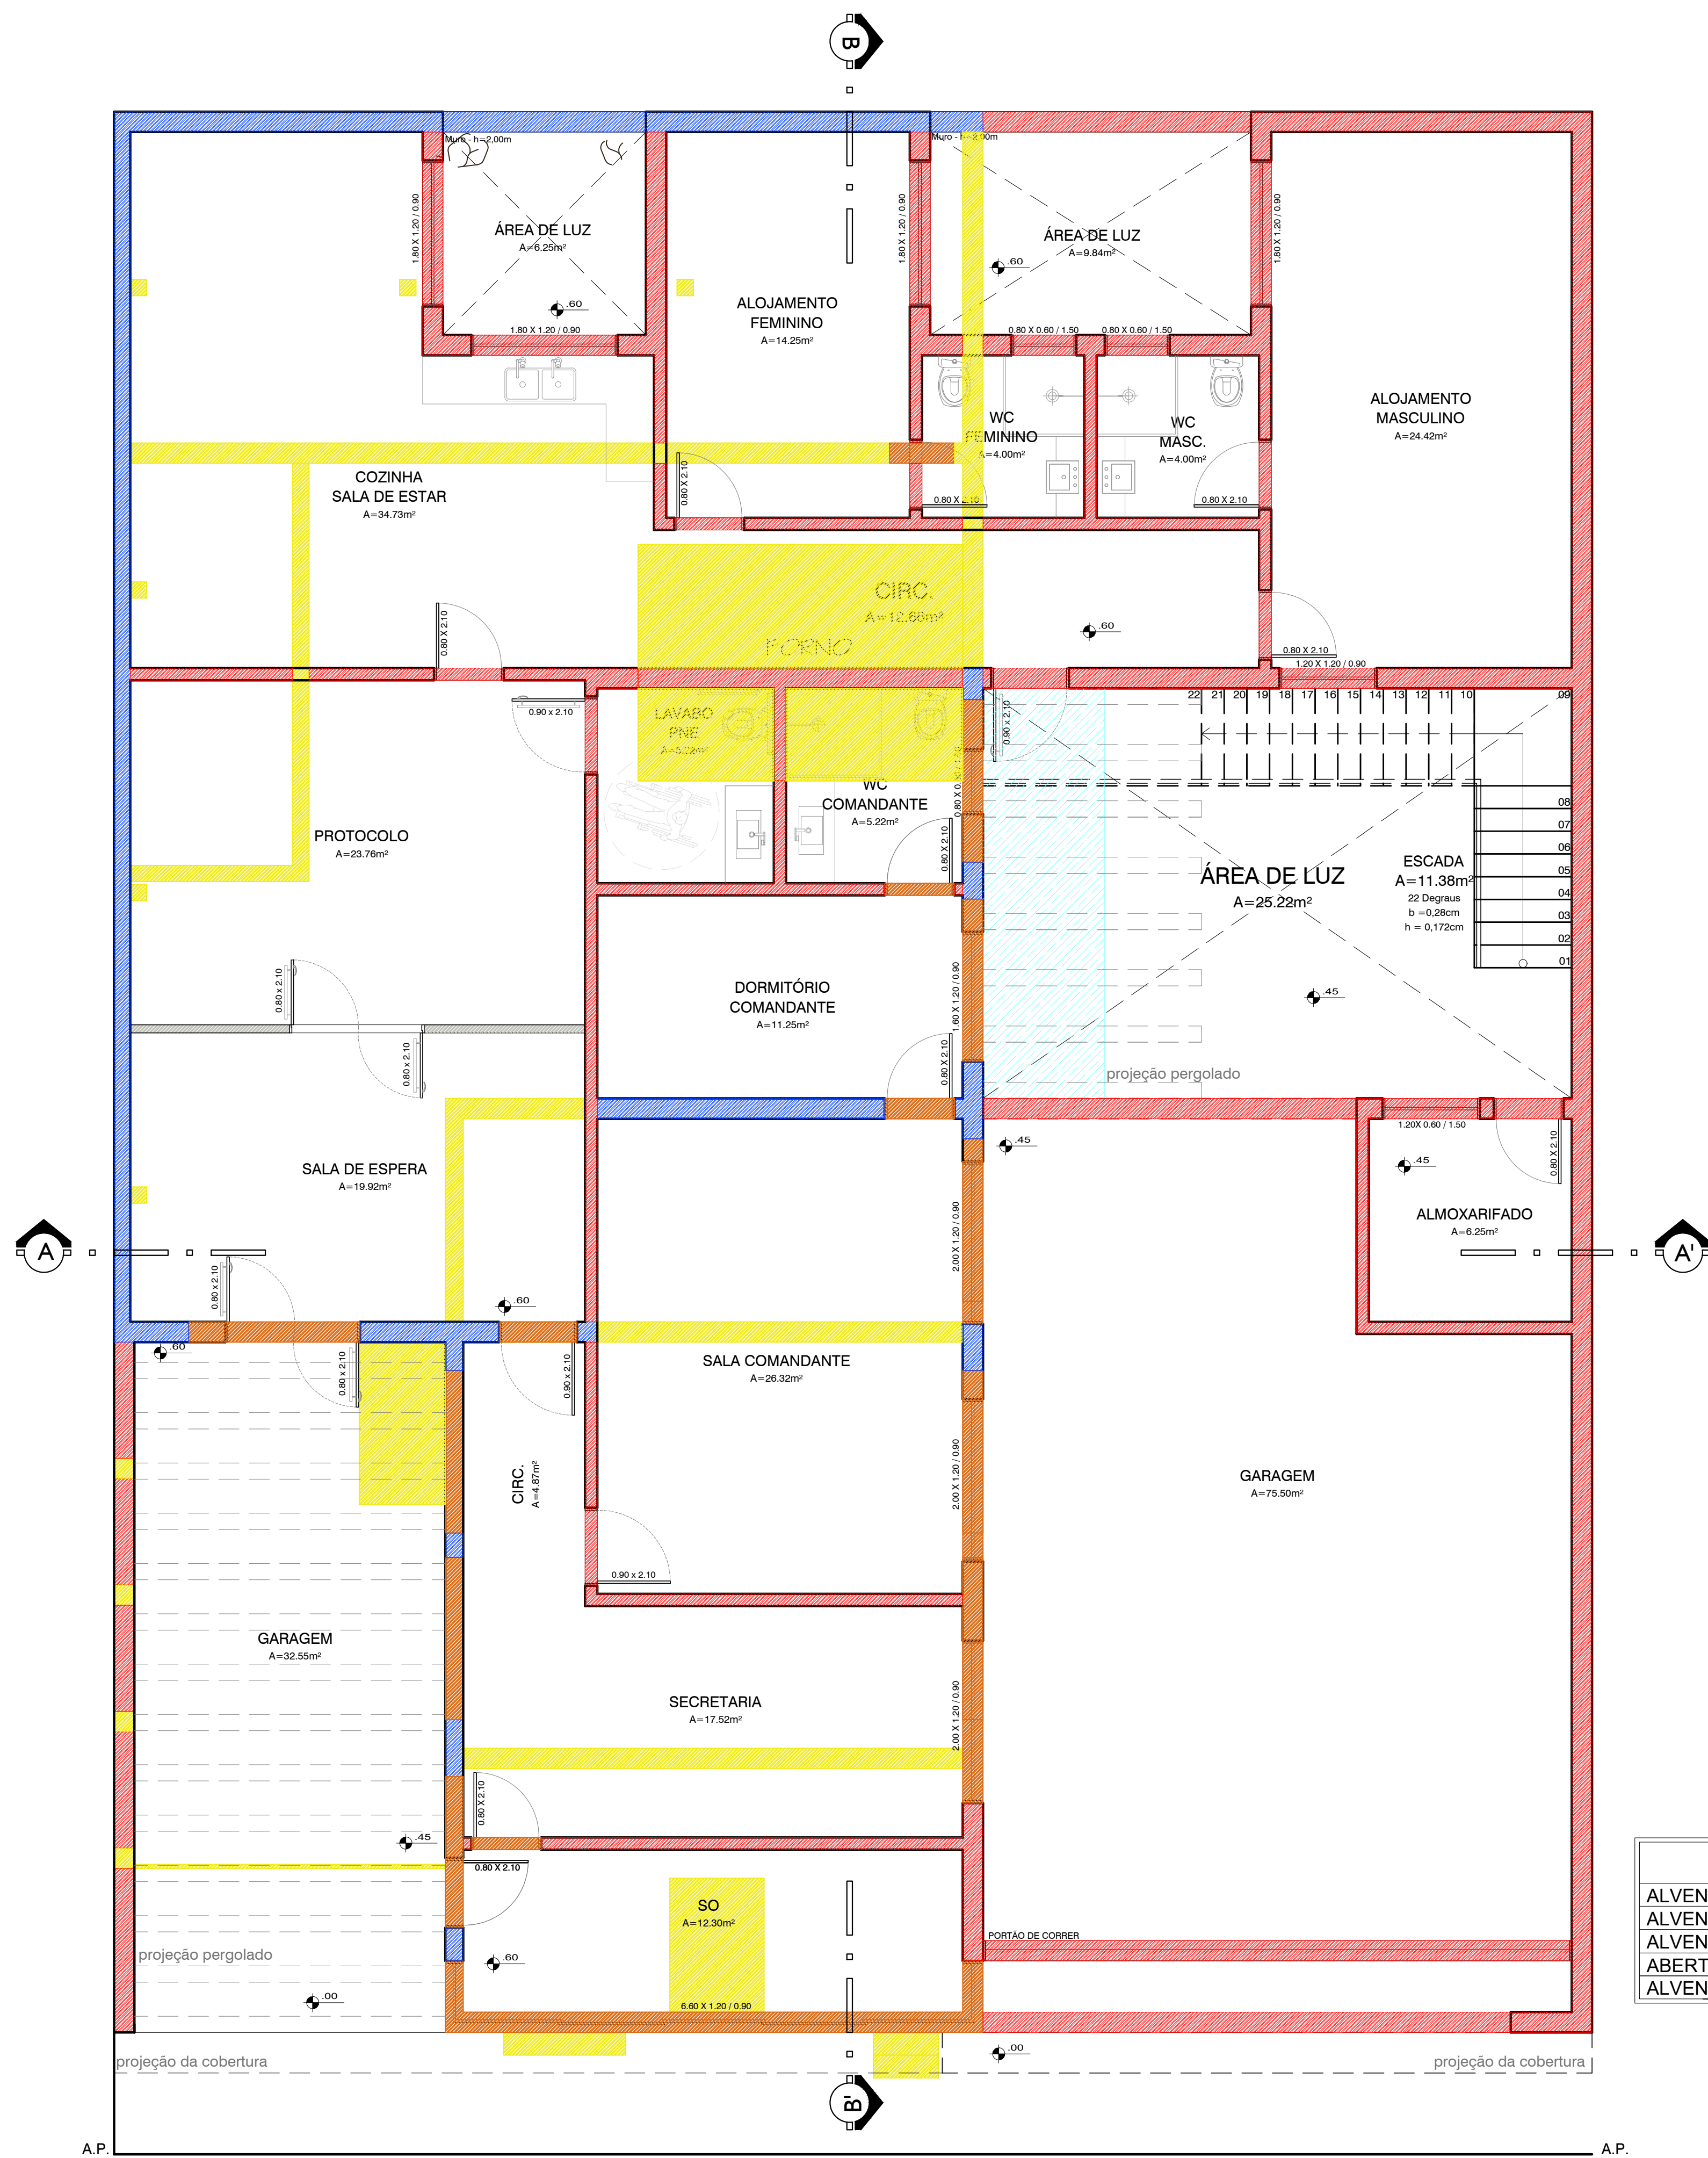 B
Muro - h=2,00m
Muro - h=2,00m
1.80 X 1.20 / 0.90
ÁREA DE LUZ
A=6.25m²
.60
1.80 X 1.20 / 0.90
1.80 X 1.20 / 0.90
ÁREA DE LUZ
A=9.84m²
.60
1.80 X 1.20 / 0.90
ALOJAMENTO
FEMININO
A=14.25m²
0.80 X 0.60 / 1.50
0.80 X 0.60 / 1.50
WC
FEMININO
A=4.00m²
WC
MASC.
A=4.00m²
ALOJAMENTO
MASCULINO
A=24.42m²
COZINHA
SALA DE ESTAR
A=34.73m²
0.80 X 2.10
0.80 X 2.10
0.80 X 2.10
CIRC.
A=12.66m²
FORNO
.60
0.80 X 2.10
0.80 X 2.10
1.20 X 1.20 / 0.90
0.90 x 2.10
LAVABO
PNE
0.90 x 2.10
22 21 20 19 18 17 16 15 14 13 12 11 10 09
WC
COMANDANTE
A=5.22m²
0.80 X 2.10
08
07
06
05
04
03
02
01
PROTOCOLO
A=23.76m²
ÁREA DE LUZ
A=25.22m²
ESCADA
A=11.38m²
22 Degraus
b =0,28cm
h = 0,172cm
0.80 x 2.10
DORMITÓRIO
COMANDANTE
A=11.25m²
1.60 X 1.20 / 0.90
.45
0.80 x 2.10
0.80 X 2.10
projeção pergolado
1.20X 0.60 / 1.50
.45
.45
0.80 X 2.10
SALA DE ESPERA
A=19.92m²
2.00 X 1.20 / 0.90
ALMOXARIFADO
A=6.25m²
A
A'
0.80 x 2.10
.60
.60
0.80 x 2.10
0.90 x 2.10
SALA COMANDANTE
A=26.32m²
CIRC.
A=4.87m²
2.00 X 1.20 / 0.90
GARAGEM
A=75.50m²
0.90 x 2.10
GARAGEM
A=32.55m²
SECRETARIA
A=17.52m²
2.00 X 1.20 / 0.90
0.80 X 2.10
.45
0.80 X 2.10
SO
A=12.30m²
ALVEN
ALVEN
ALVEN
ABERT
ALVEN
PORTÃO DE CORRER
projeção pergolado
.60
.00
6.60 X 1.20 / 0.90
.00
projeção da cobertura
projeção da cobertura
B'
A.P.
A.P.